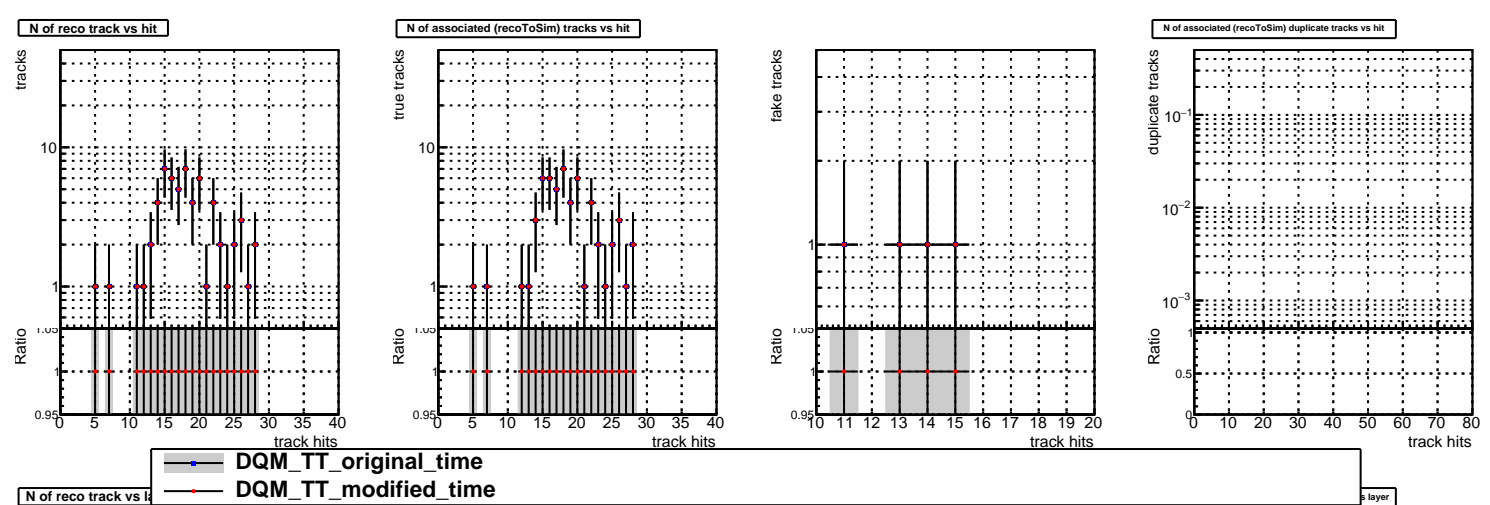 N of reco track vs hit
N of associated (recoToSim) tracks vs hit
N of associated (recoToSim) duplicate tracks vs hit
tracks
10
1
Ratio
1.05
1
0.95
0 5 10 15 20 25 30 35 40
track hits
true tracks
10
1
Ratio
1.05
1
0.95
0 5 10 15 20 25 30 35 40
track hits
fake tracks
1
Ratio
1.05
1
0.95
10 11 12 13 14 15 16 17 18 19 20
track hits
duplicate tracks
10−1
10−2
10−3
Ratio
1
0.5
0
0 10 20 30 40 50 60 70 80
track hits
DQM_TT_original_time
DQM_TT_modified_time
N of reco track vs la
s layer